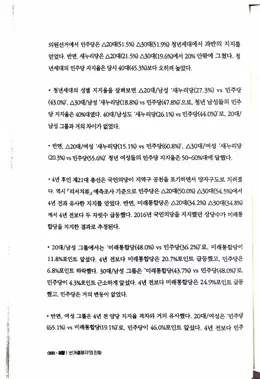 의원선거에서 민주당은 △20대(51.5%) △30대(51.9%) 청년세대에서 과반의 지지를
얻었다. 반면, 새누리당은 △20대(21.5%) △30대(19.6%)에서 20% 안팎에 그쳤다. 청
년세대의 민주당 지지율은 당시 40대(45.3%)보다 오히려 높았다.
• 청년세대의 성별 지지율을 살펴보면 △20대/남성 '새누리당(27.3%) vs 민주당
(43.0%)', △30대/남성 '새누리당(18.8%) vs 민주당(47.8%)'으로, 청년 남성들의 민주
당 지지율은 40%대였다. 40대/남성도 '새누리당(26.1%) vs 민주당(44.0%)'로, 20대/
남성 그룹과 거의 차이가 없었다.
• 반면, △20대/여성 '새누리당(15.1%) vs 민주당(60.8%)', △30대/여성 '새누리당
(20.3%) vs 민주당(55.6%)' 청년 여성들의 민주당 지지율은 50~60%대에 달했다.
• 4년 후인 제21대 총선은 국민의당이 지역구 공천을 포기하면서 양자구도로 치러졌
다. 역시 「리서치뷰」 예측조사 기준으로 민주당은 △20대(50.0%) △30대(54.5%)에서
4년 전과 유사한 지지를 얻었다. 반면, 미래통합당은 △20대(34.2%) △30대(34.8%)
에서 4년 전보다 두 자릿수 급등했다. 2016년 국민의당을 지지했던 상당수가 미래통
합당을 지지한 결과로 추정된다.
• 20대/남성 그룹에서는 '미래통합당(48.0%) vs 민주당(36.2%)'로, 미래통합당이
11.8%포인트 앞섰다. 4년 전보다 미래통합당은 20.7%포인트 급등했고, 민주당은
6.8%포인트 하락했다. 30대/남성 그룹은 '미래통합당(43.7%) vs 민주당(48.0%)'로
민주당이 4.3%포인트 근소하게 앞섰다. 4년 전보다 미래통합당은 24.9%포인트 급등
했고, 민주당은 거의 변동이 없었다.
• 반면, 여성 그룹은 4년 전 정당 지지율 격차와 거의 유사했다. 20대/여성은 '민주당
(65.1%) vs 미래통합당(19.1%)'로, 민주당이 46.0%포인트 앞섰다. 4년 전보다 민주